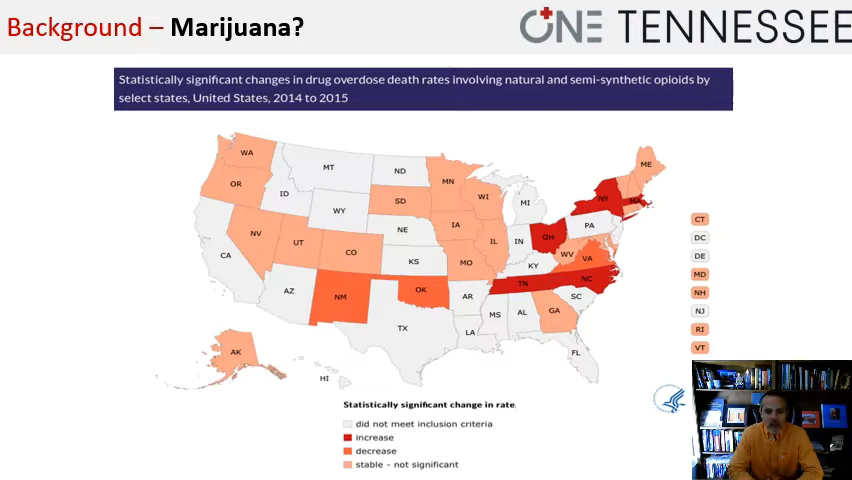 Background – Marijuana?
ONE TENNESSEE
Statistically significant changes in drug overdose death rates involving natural and semi-synthetic opioids by
select states, United States, 2014 to 2015
WA
MT
ND
MN
ME
OR
ID
SD
WI
MI
NY
MA
WY
IA
NE
PA
NV
UT
CO
IL
IN
OH
CA
KS
MO
KY
WV
VA
AZ
NM
OK
AR
TN
NC
TX
LA
MS
AL
GA
SC
FL
AK
HI
CT
DC
DE
MD
NH
NJ
RI
VT
Statistically significant change in rate.
did not meet inclusion criteria
increase
decrease
stable - not significant